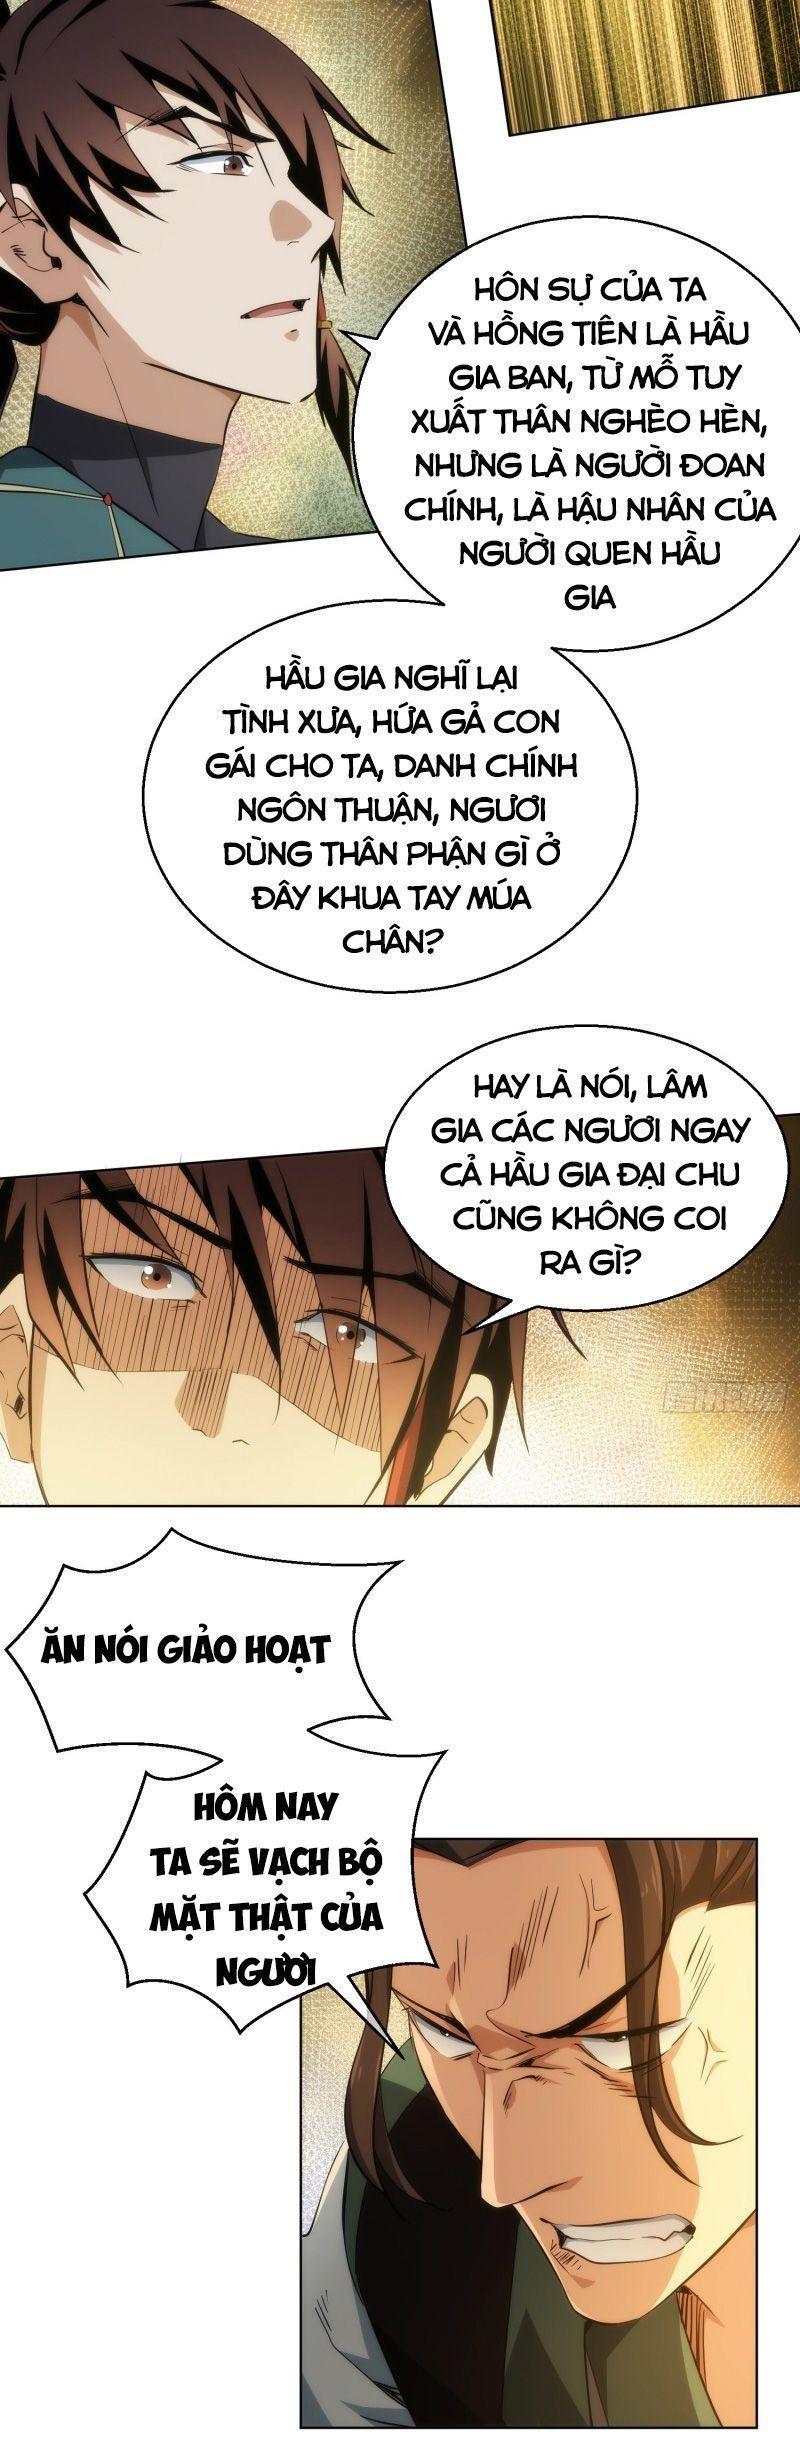 HÔN SỰ CỦA TA
VÀ HỒNG TIÊN LÀ HẦU
GIA BAN, TỪ MỖ TUY
XUẤT THÂN NGHÈO HÈN,
NHƯNG LÀ NGƯỜI ĐOAN
CHÍNH, LÀ HẬU NHÂN CỦA
NGƯỜI QUEN HẦU
GIA
HẦU GIA NGHĨ LẠI
TÌNH XƯA, HỨA GẢ CON
GÁI CHO TA, DANH CHÍNH
NGÔN THUẬN, NGƯƠI
DÙNG THÂN PHẬN GÌ Ở
ĐÂY KHUA TAY MÚA
CHÂN?
HAY LÀ NÓI, LÂM
GIA CÁC NGƯƠI NGAY
CẢ HẦU GIA ĐẠI CHU
CŨNG KHÔNG COI
RA GÌ?
ĂN NÓI GIẢO HOẠT
HÔM NAY
TA SẼ VẠCH BỘ
MẶT THẬT CỦA
NGƯƠI